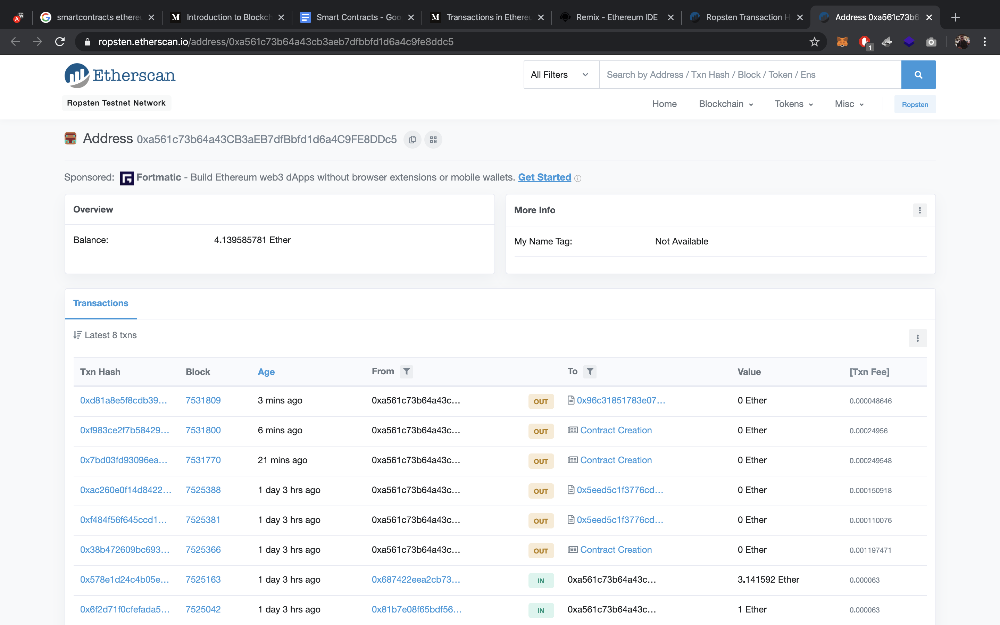 smartcontracts ethere
Introduction to Blockch
Smart Contracts - Goo
Transactions in Ethereu
Remix - Ethereum IDE
Ropsten Transaction H
Address 0xa561c73b6
ropsten.etherscan.io/address/0xa561c73b64a43cb3aeb7dfbbfd1d6a4c9fe8ddc5
1
Etherscan
All Filters
Search by Address / Txn Hash / Block / Token / Ens
Ropsten Testnet Network
Home Blockchain Tokens Misc Ropsten
Address 0xa561c73b64a43CB3aEB7dfBbfd1d6a4C9FE8DDc5
Sponsored: Fortmatic - Build Ethereum web3 dApps without browser extensions or mobile wallets. Get Started
Overview
Balance: 4.139585781 Ether
More Info
My Name Tag: Not Available
Transactions
Latest 8 txns
Txn Hash Block Age From To Value [Txn Fee]
0xd81a8e5f8cdb39... 7531809 3 mins ago 0xa561c73b64a43c... OUT 0x96c31851783e07... 0 Ether 0.000048646
0xf983ce2f7b58429... 7531800 6 mins ago 0xa561c73b64a43c... OUT Contract Creation 0 Ether 0.00024956
0x7bd03fd93096ea... 7531770 21 mins ago 0xa561c73b64a43c... OUT Contract Creation 0 Ether 0.000249548
0xac260e0f14d8422... 7525388 1 day 3 hrs ago 0xa561c73b64a43c... OUT 0x5eed5c1f3776cd... 0 Ether 0.000150918
0xf484f56f645ccd1... 7525381 1 day 3 hrs ago 0xa561c73b64a43c... OUT 0x5eed5c1f3776cd... 0 Ether 0.000110076
0x38b472609bc693... 7525366 1 day 3 hrs ago 0xa561c73b64a43c... OUT Contract Creation 0 Ether 0.001197471
0x578e1d24c4b05e... 7525163 1 day 3 hrs ago 0x687422eea2cb73... IN 0xa561c73b64a43c... 3.141592 Ether 0.000063
0x6f2d71f0cfefada5... 7525042 1 day 3 hrs ago 0x81b7e08f65bdf56... IN 0xa561c73b64a43c... 1 Ether 0.000063